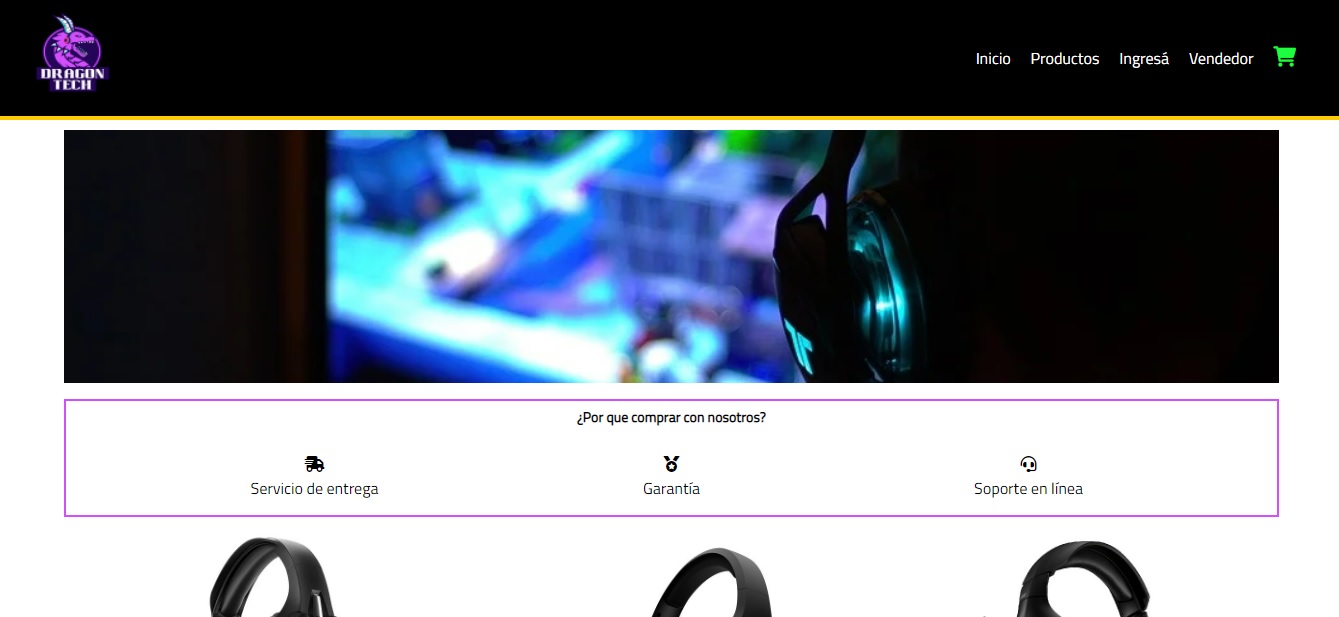 DRAGON
TECH
Inicio
Productos
Ingresá
Vendedor
¿Por que comprar con nosotros?
Servicio de entrega
Garantía
Soporte en línea